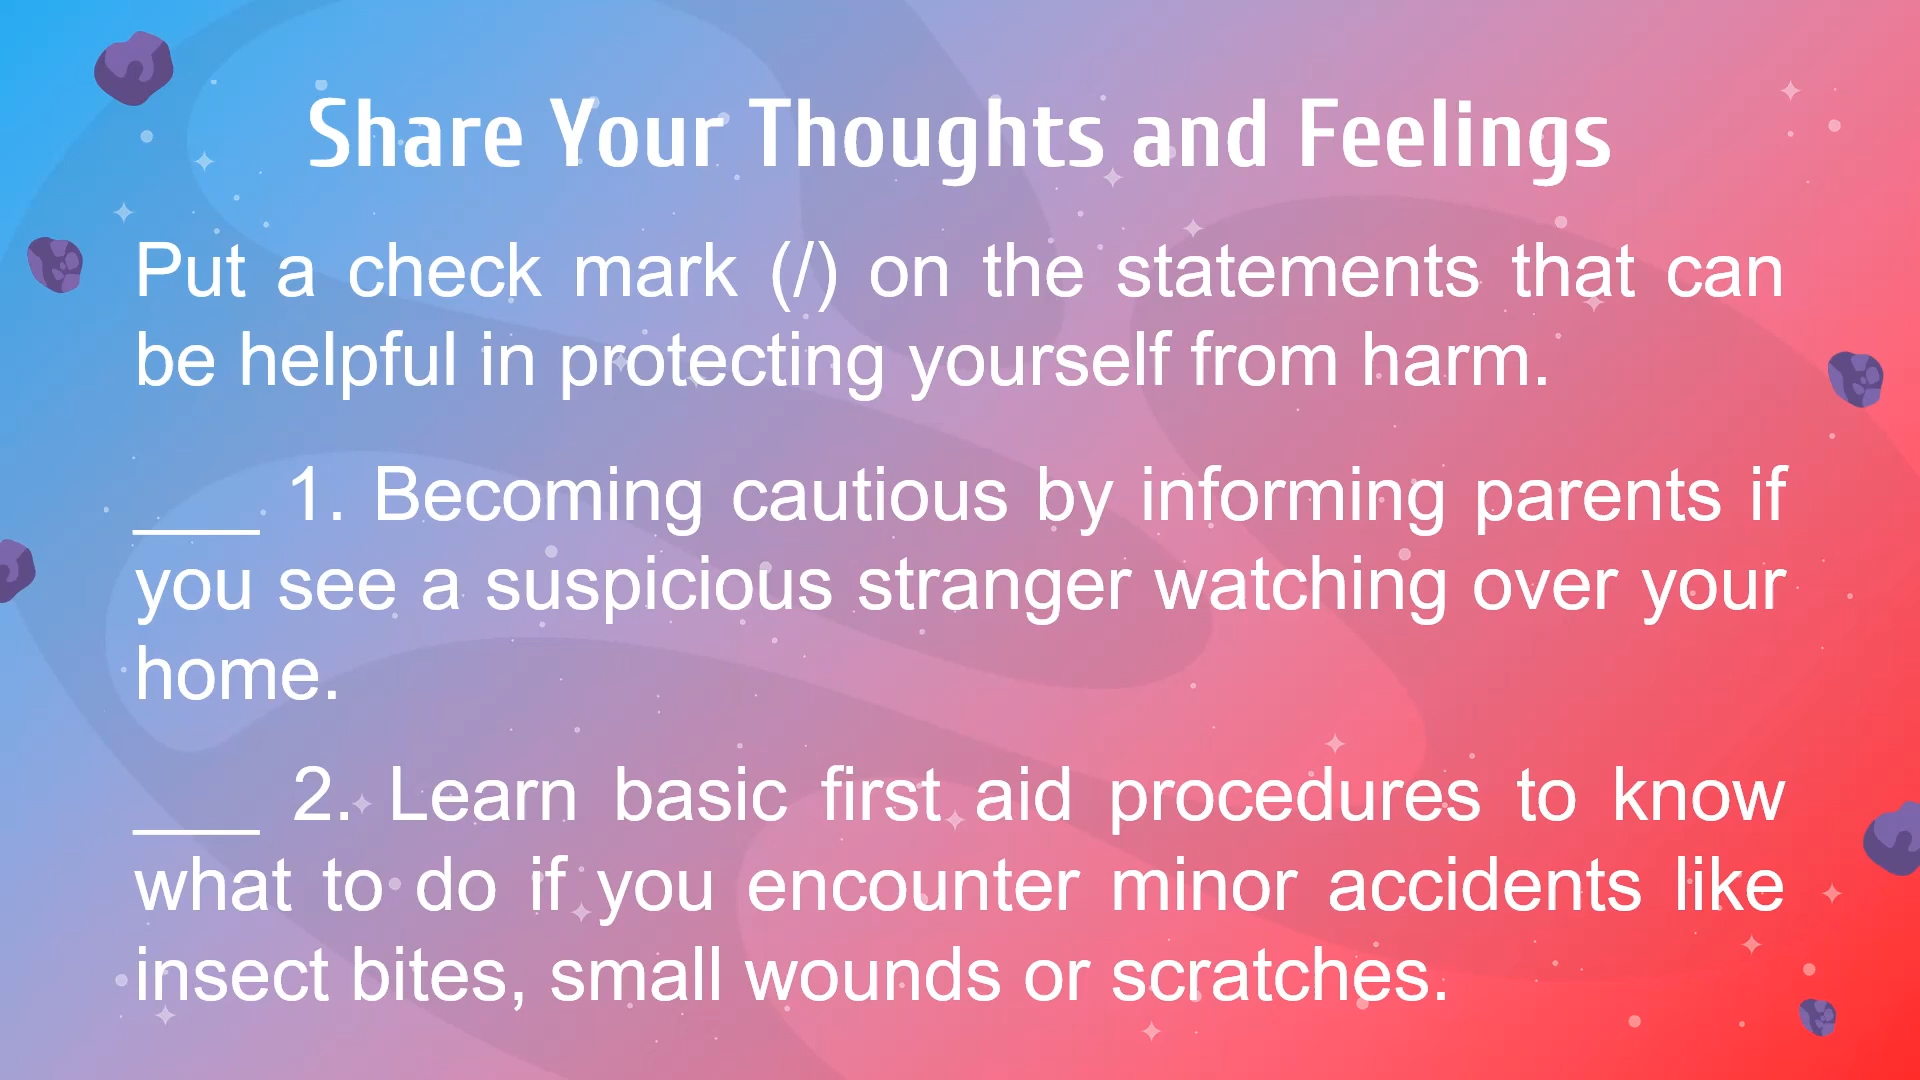 Share Your Thoughts and Feelings
Put a check mark (/) on the statements that can
be helpful in protecting yourself from harm.
___ 1. Becoming cautious by informing parents if
you see a suspicious stranger watching over your
home.
___ 2. Learn basic first aid procedures to know
what to do if you encounter minor accidents like
insect bites, small wounds or scratches.